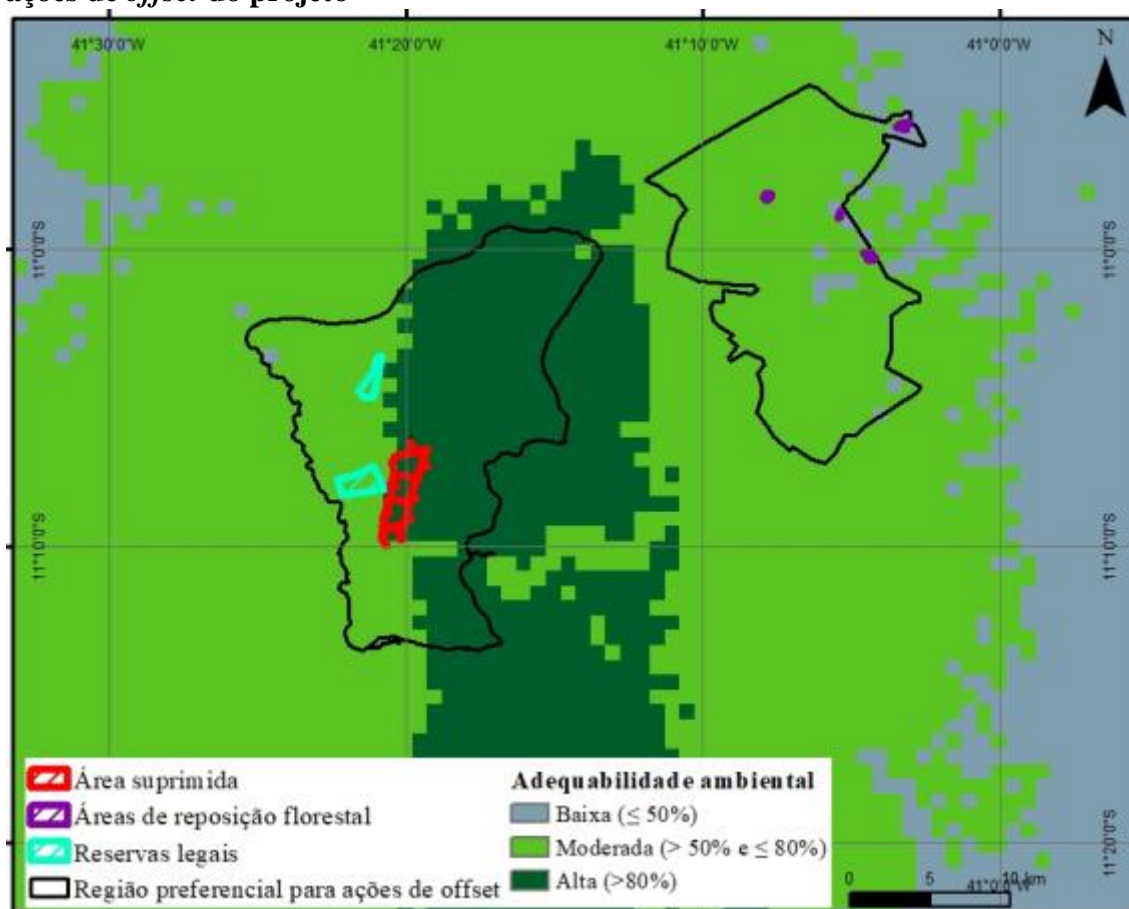 ações de offset do projeto
41°30'0"W 41°20'0"W 41°10'0"W 41°0'0"W
N
11°0'0"S 11°0'0"S
11°10'0"S 11°10'0"S
11°20'0"S
Área suprimida
Áreas de reposição florestal
Reservas legais
Região preferencial para ações de offset
Adequabilidade ambiental
Baixa (≤ 50%)
Moderada (> 50% e ≤ 80%)
Alta (>80%)
0 5 10 km
41°0'0"W